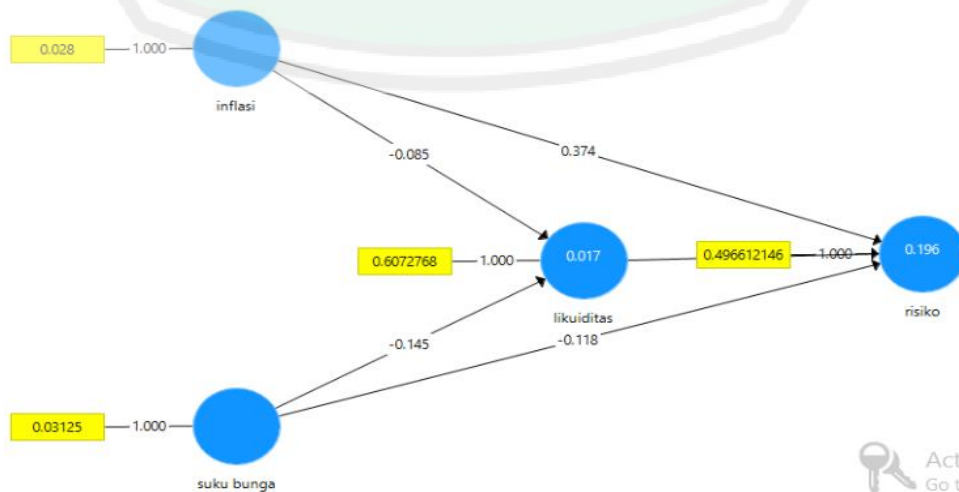 0.028
1.000
inflasi
-0.085
0.374
0.6072768
1.000
0.017
0.496612146
1.000
0.196
likuiditas
risiko
-0.145
-0.118
0.03125
1.000
suku bunga
Act
Go t